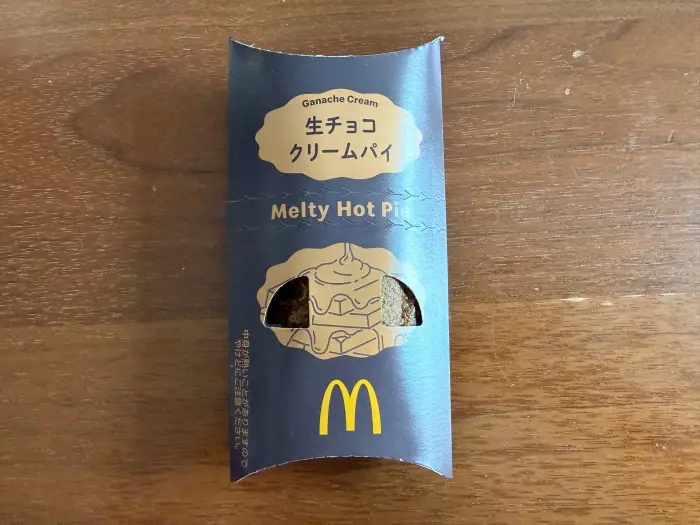 Ganache Cream
生チョコ
クリームパイ
Melty Hot Pie
中身が熱いことがありますので
やけどにご注意ください。